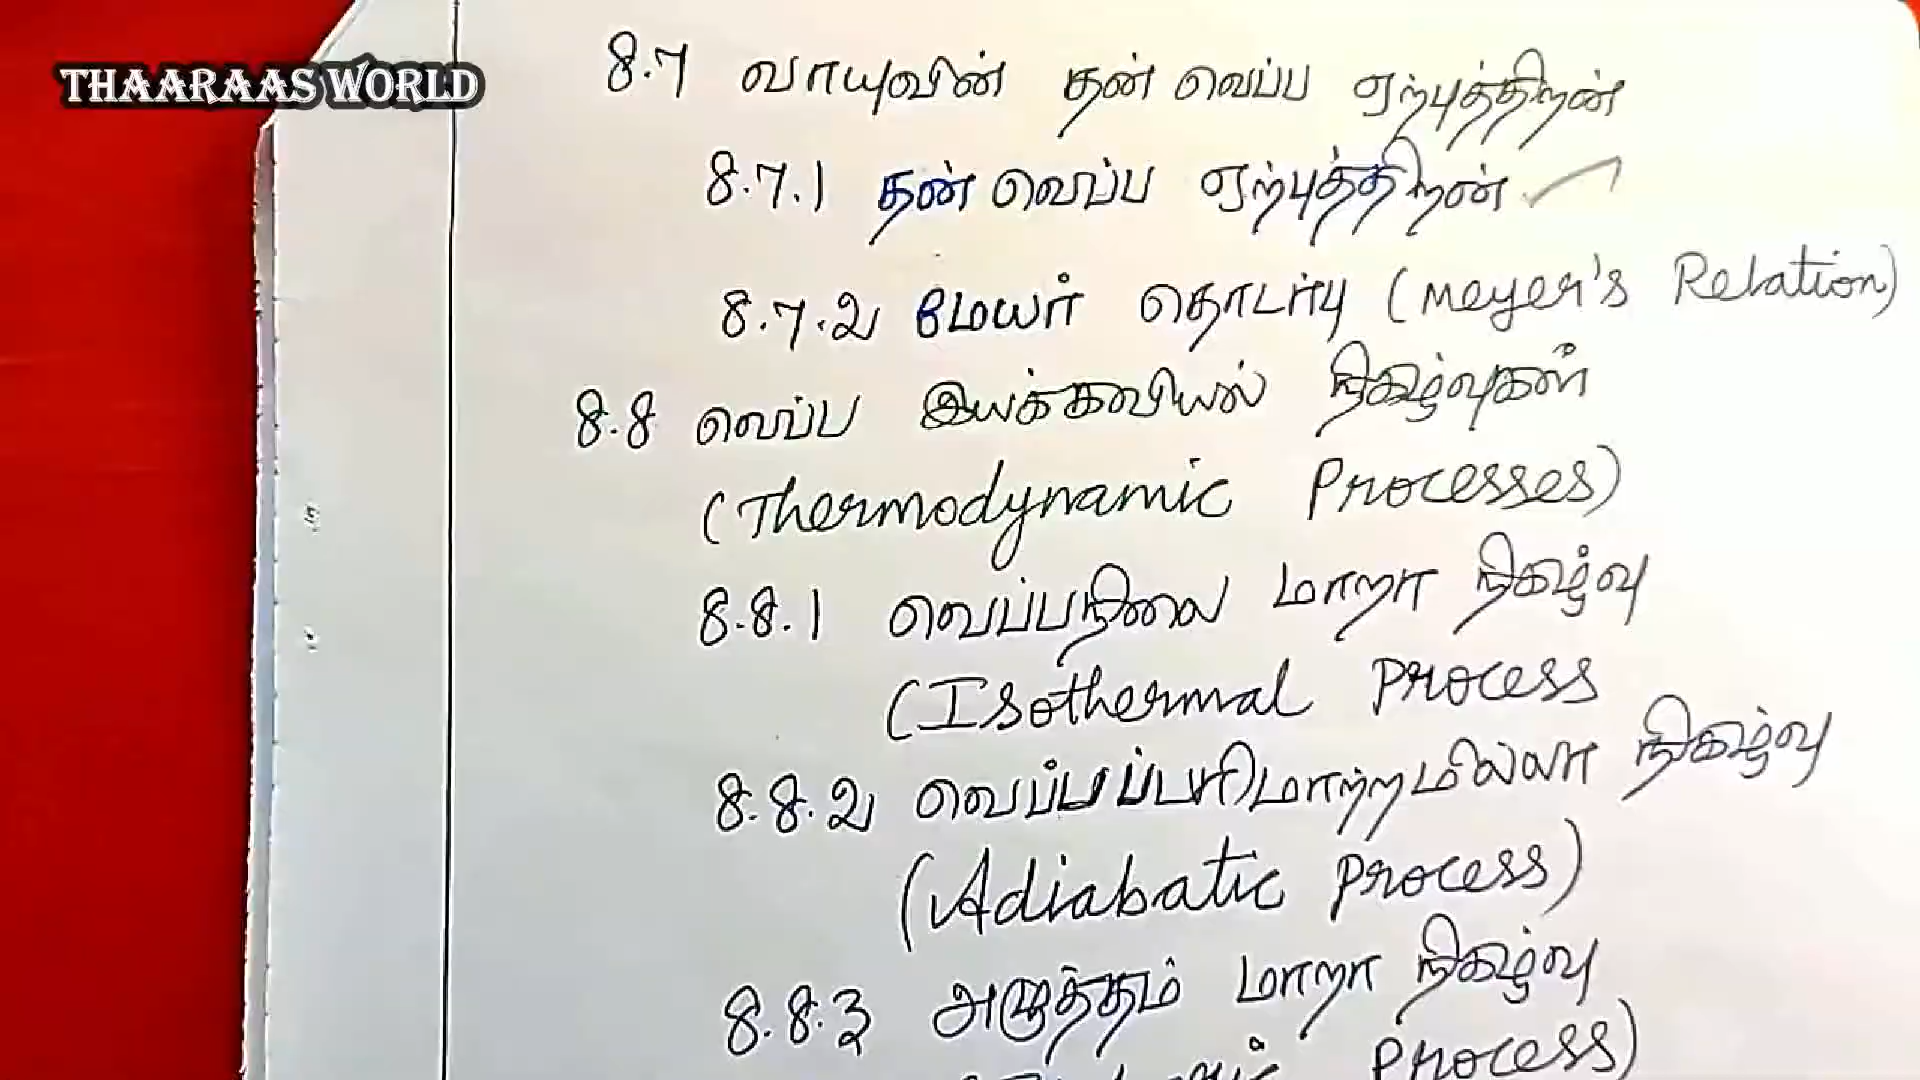 THAARAAS WORLD
8.7 வாயுவின் தன் வெப்ப ஏற்புத்திறன்
8.7.1 தன் வெப்ப ஏற்புத்திறன்
8.7.2 மேயர் தொடர்பு (Meyer's Relation)
8.8 வெப்ப இயக்கவியல் நிகழ்வுகள்
(Thermodynamic Processes)
8.8.1 வெப்பநிலை மாறா நிகழ்வு
(Isothermal Process
8.8.2 வெப்பப்பரிமாற்றமில்லா நிகழ்வு
(Adiabatic Process)
8.8.3 அழுத்தம் மாறா நிகழ்வு
Process)